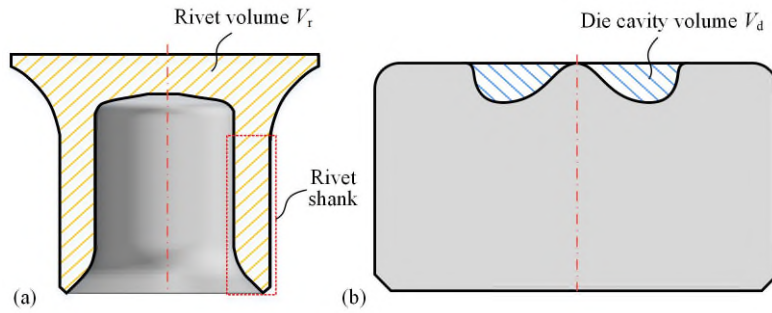 Rivet volume Vr
Die cavity volume Vd
Rivet
shank
(a)
(b)